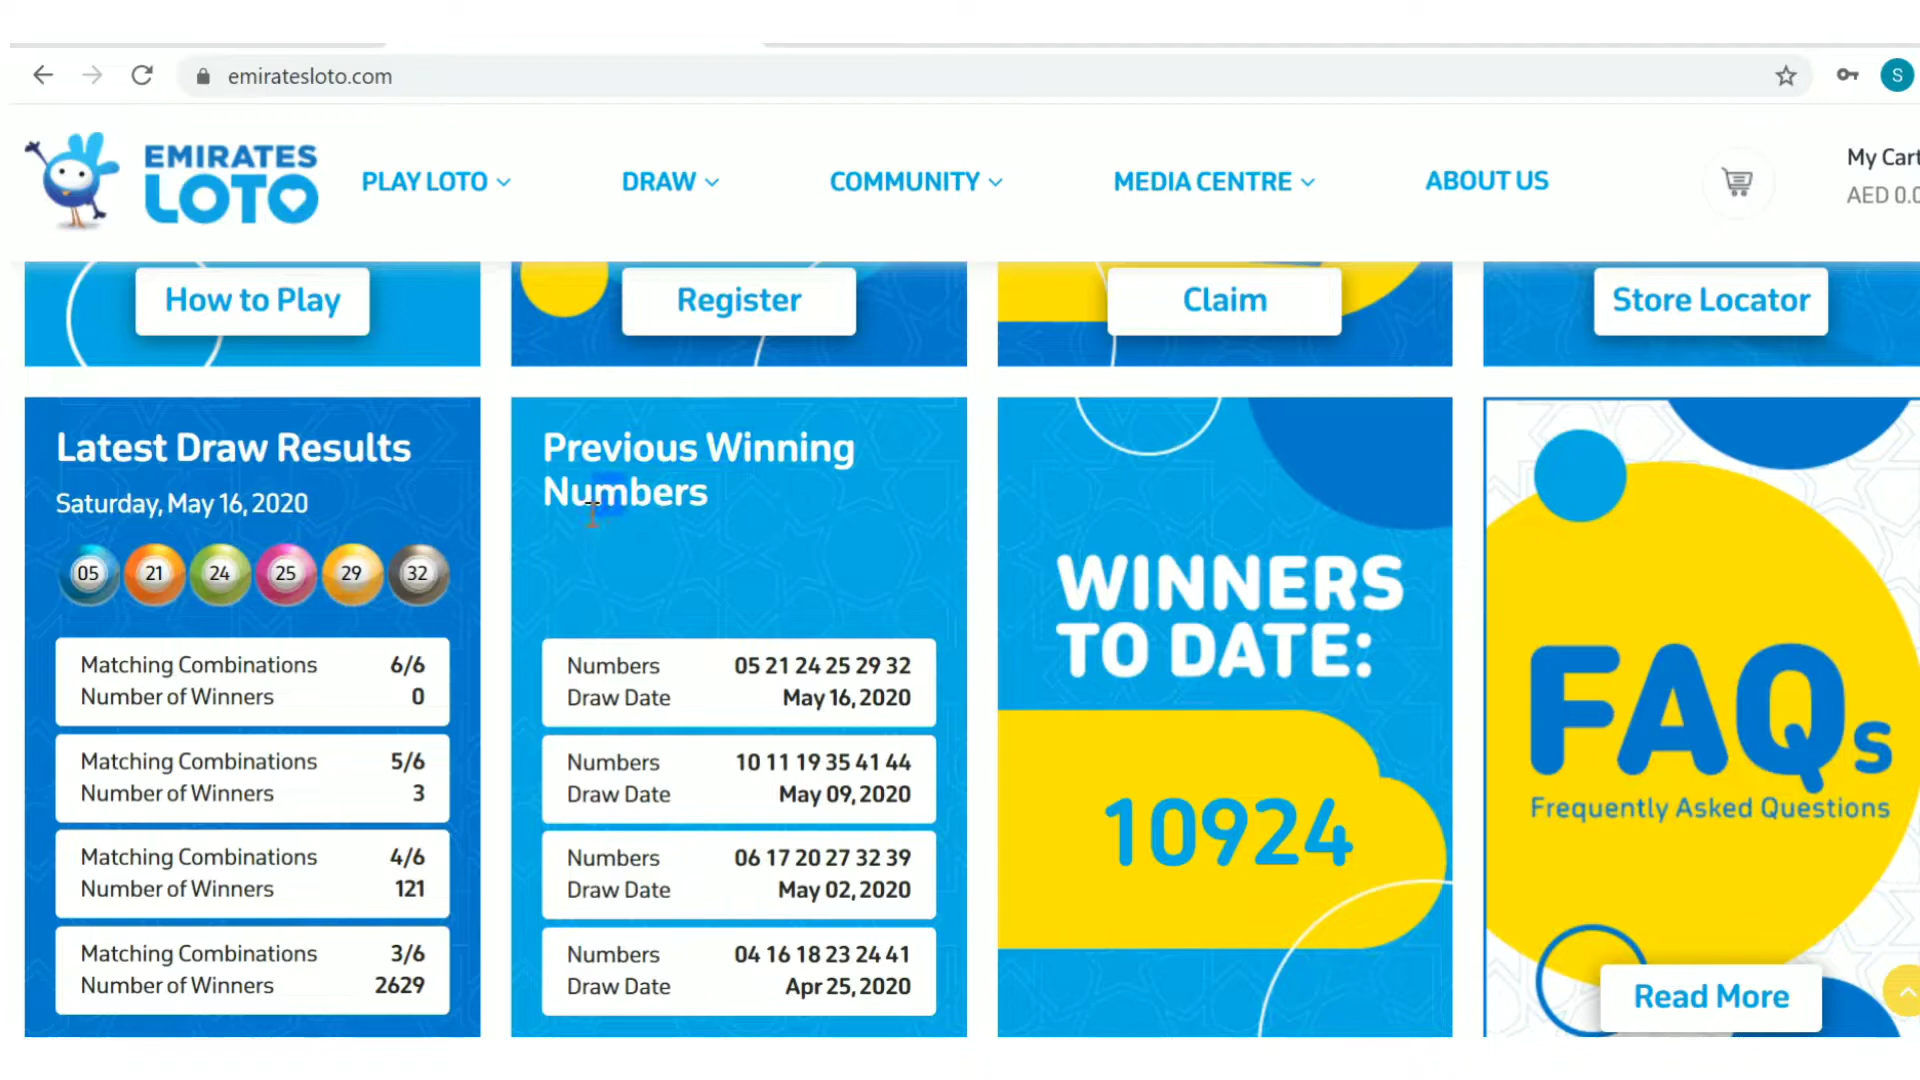 emiratesloto.com
S
EMIRATES
LOTO
PLAY LOTO
DRAW
COMMUNITY
MEDIA CENTRE
ABOUT US
My Cart
AED 0.0
How to Play
Register
Claim
Store Locator
Latest Draw Results
Saturday, May 16, 2020
05 21 24 25 29 32
Matching Combinations 6/6
Number of Winners 0
Matching Combinations 5/6
Number of Winners 3
Matching Combinations 4/6
Number of Winners 121
Matching Combinations 3/6
Number of Winners 2629
Previous Winning
Numbers
Numbers 05 21 24 25 29 32
Draw Date May 16, 2020
Numbers 10 11 19 35 41 44
Draw Date May 09, 2020
Numbers 06 17 20 27 32 39
Draw Date May 02, 2020
Numbers 04 16 18 23 24 41
Draw Date Apr 25, 2020
WINNERS
TO DATE:
10924
FAQs
Frequently Asked Questions
Read More